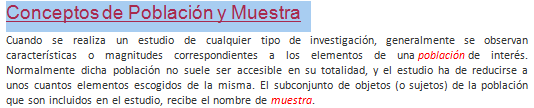 Conceptos de Población y Muestra
Cuando se realiza un estudio de cualquier tipo de investigación, generalmente se observan
características o magnitudes correspondientes a los elementos de una población de interés.
Normalmente dicha población no suele ser accesible en su totalidad, y el estudio ha de reducirse a
unos cuantos elementos escogidos de la misma. El subconjunto de objetos (o sujetos) de la población
que son incluidos en el estudio, recibe el nombre de muestra.